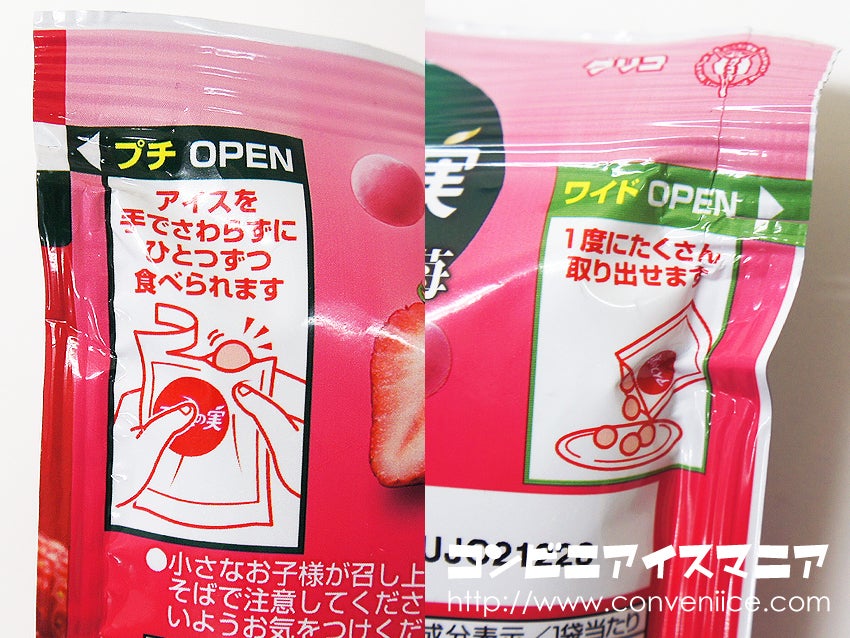 プチ OPEN
アイスを
手でさわらずに
ひとつずつ
食べられます
の実
●小さなお子様が召し上
そばで注意してくださ
いようお気をつけくだ
グリコ
実
苺
ワイド OPEN
1度にたくさん
取り出せます
UJG21228
コンビニアイスマニア
http://www.conveniice.com/
成分表示/1袋当たり